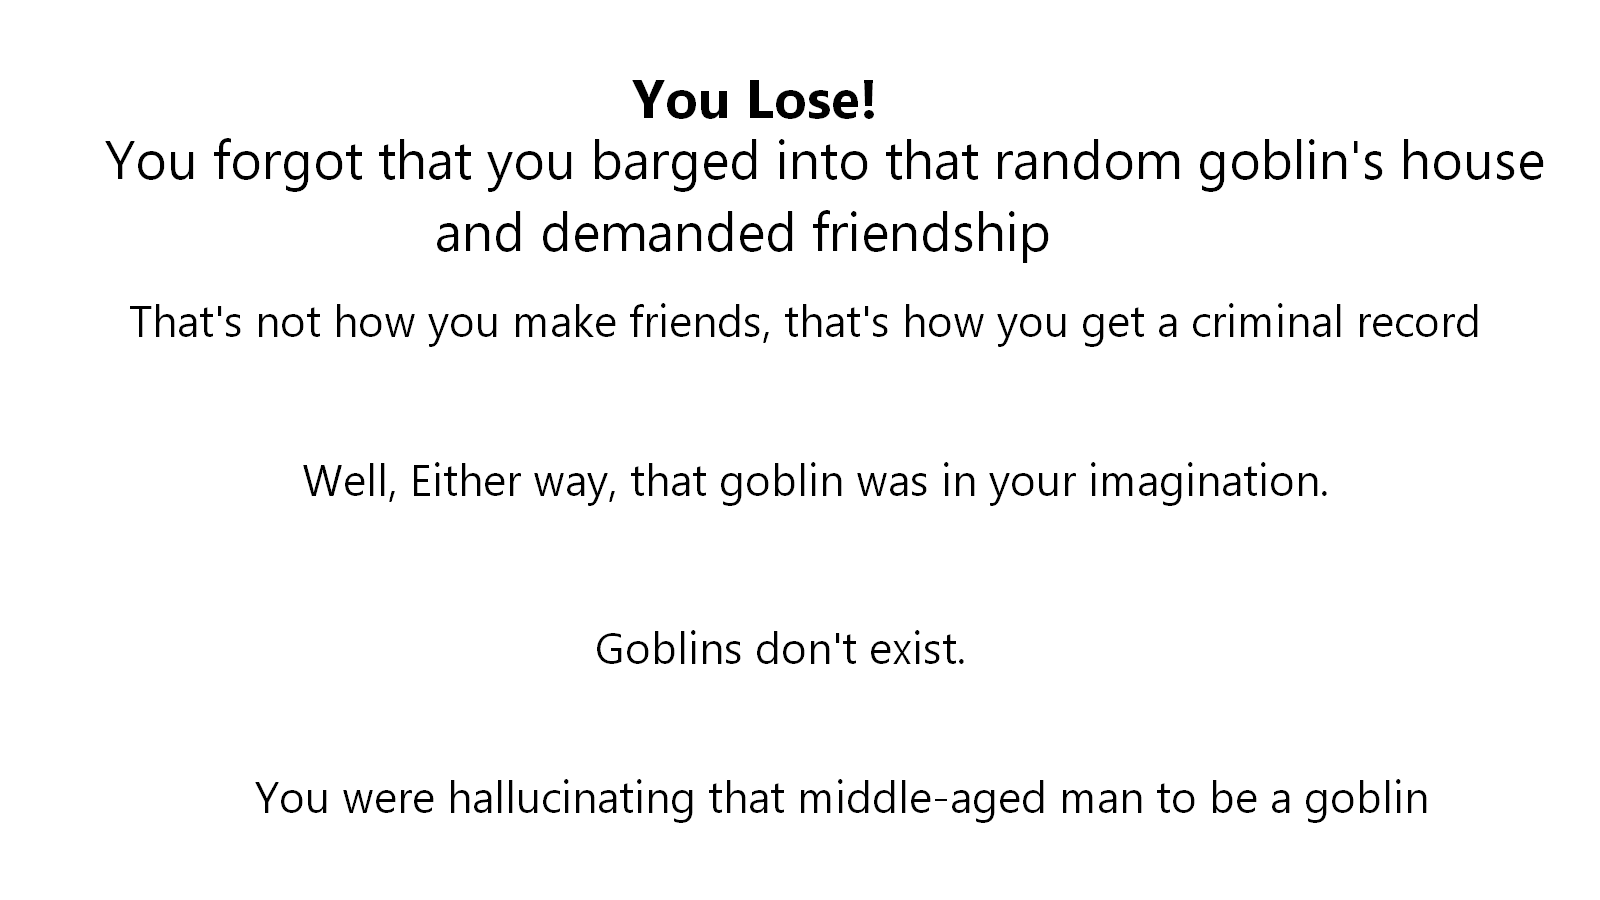 You Lose!
You forgot that you barged into that random goblin's house
and demanded friendship
That's not how you make friends, that's how you get a criminal record
Well, Either way, that goblin was in your imagination.
Goblins don't exist.
You were hallucinating that middle-aged man to be a goblin